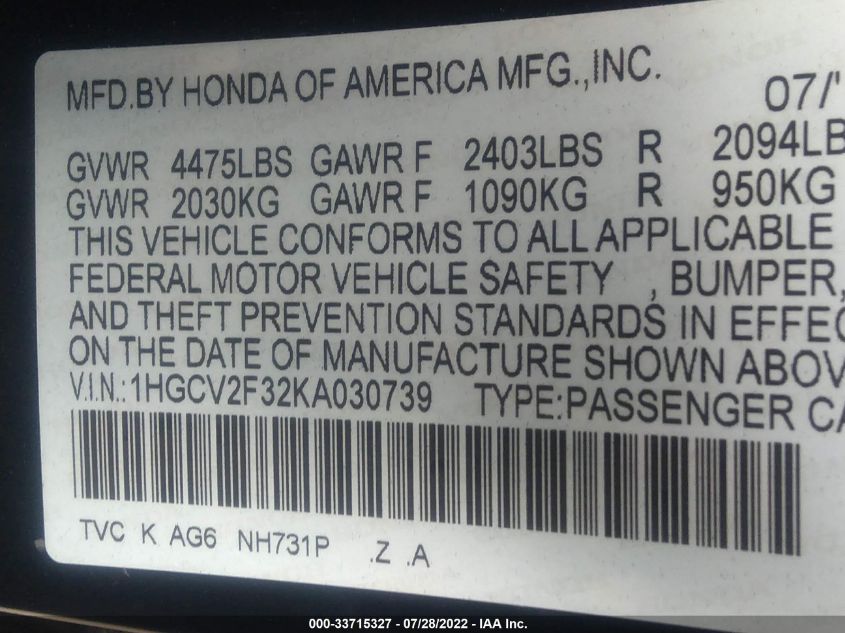 MFD.BY HONDA OF AMERICA MFG.,INC. 07/'
GVWR 4475LBS GAWR F 2403LBS R 2094LB
GVWR 2030KG GAWR F 1090KG R 950KG
THIS VEHICLE CONFORMS TO ALL APPLICABLE
FEDERAL MOTOR VEHICLE SAFETY , BUMPER,
AND THEFT PREVENTION STANDARDS IN EFFEC
ON THE DATE OF MANUFACTURE SHOWN ABOV
V.I.N.:1HGCV2F32KA030739 TYPE:PASSENGER CA
TVC K AG6 NH731P .Z .A
000-33715327 - 07/28/2022 - IAA Inc.